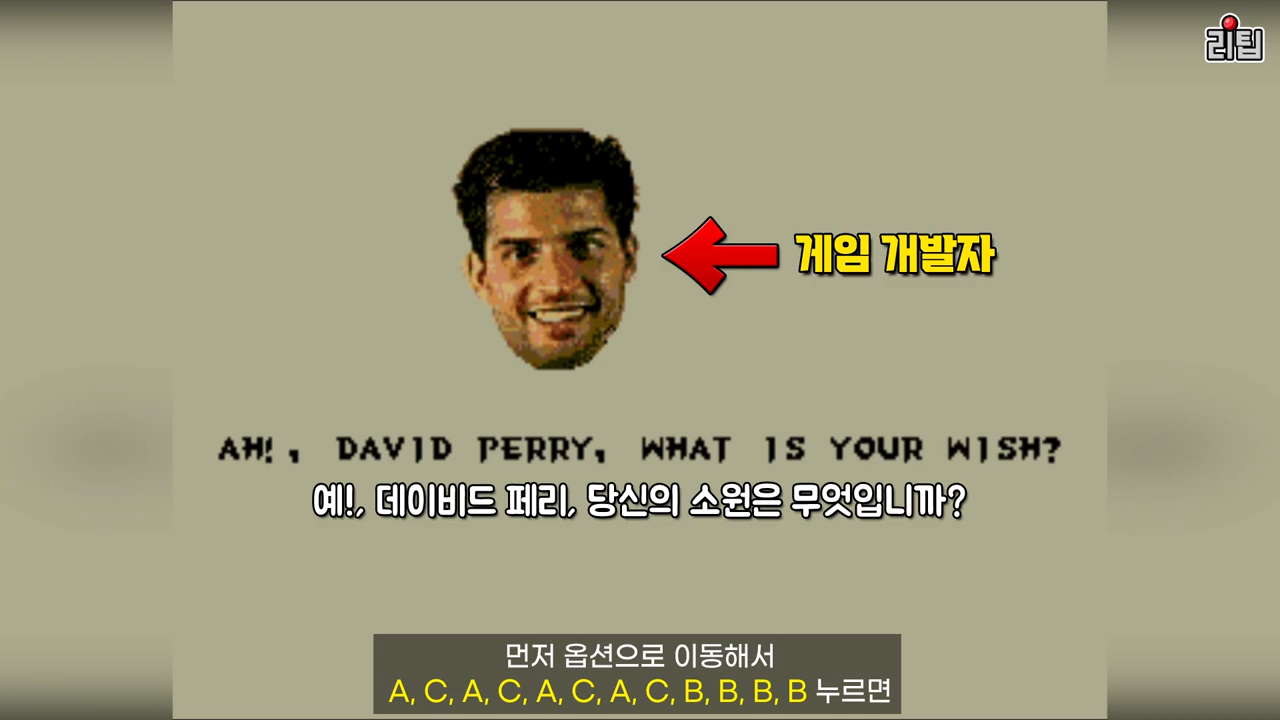 리팁
게임 개발자
AH!, DAVID PERRY, WHAT IS YOUR WISH?
예!, 데이비드 페리, 당신의 소원은 무엇입니까?
먼저 옵션으로 이동해서
A, C, A, C, A, C, A, C, B, B, B, B 누르면